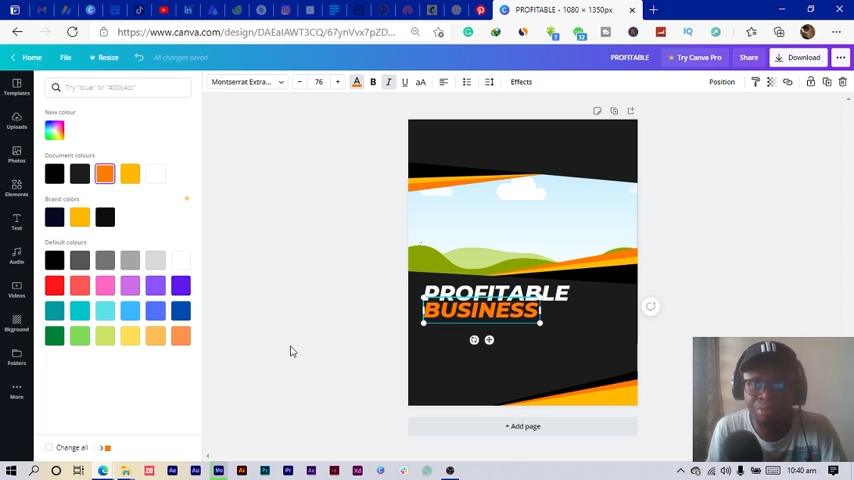 PROFITABLE - 1080 × 1350px
https://www.canva.com/design/DAEaIAWT3CQ/67ynVvx7pZD...
Home
File
Resize
All changes saved
PROFITABLE
Try Canva Pro
Share
Download
Templates
Uploads
Photos
Elements
Text
Audio
Videos
Bkground
Folders
More
Try "blue" or "#00c4cc"
New colour
Document colours
Brand colors
Default colours
Change all
Montserrat Extra...
76
A
B
I
U
aA
Effects
Position
PROFITABLE
BUSINESS
+ Add page
10:40 am